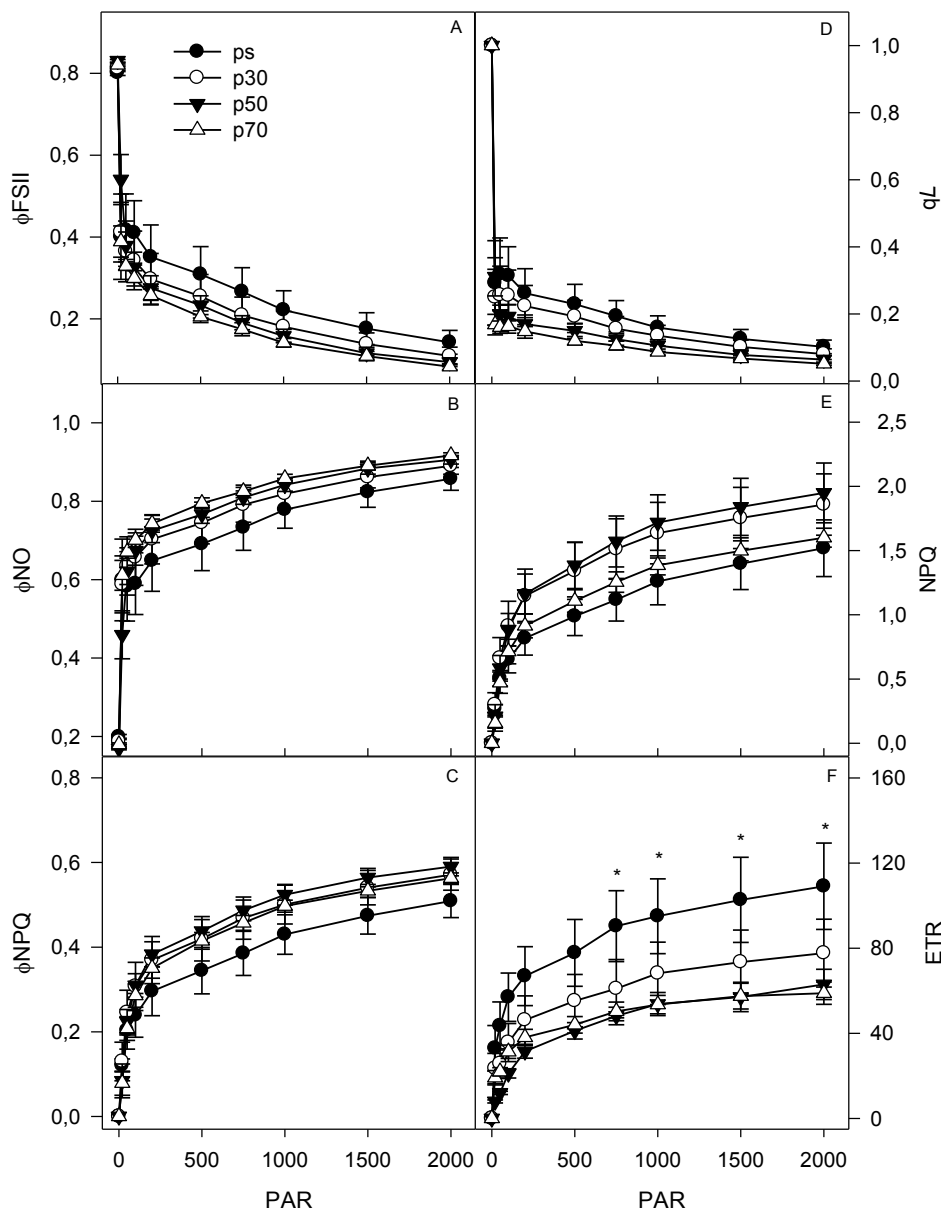 A
ps
p30
p50
p70
0,8
0,6
0,4
0,2
ϕFSII
D
1,0
0,8
0,6
0,4
0,2
0,0
qL
B
1,0
0,8
0,6
0,4
0,2
ϕNO
E
2,5
2,0
1,5
1,0
0,5
0,0
NPQ
C
0,8
0,6
0,4
0,2
0,0
ϕNPQ
0 500 1000 1500 2000
PAR
F
* * * *
160
120
80
40
0
ETR
0 500 1000 1500 2000
PAR